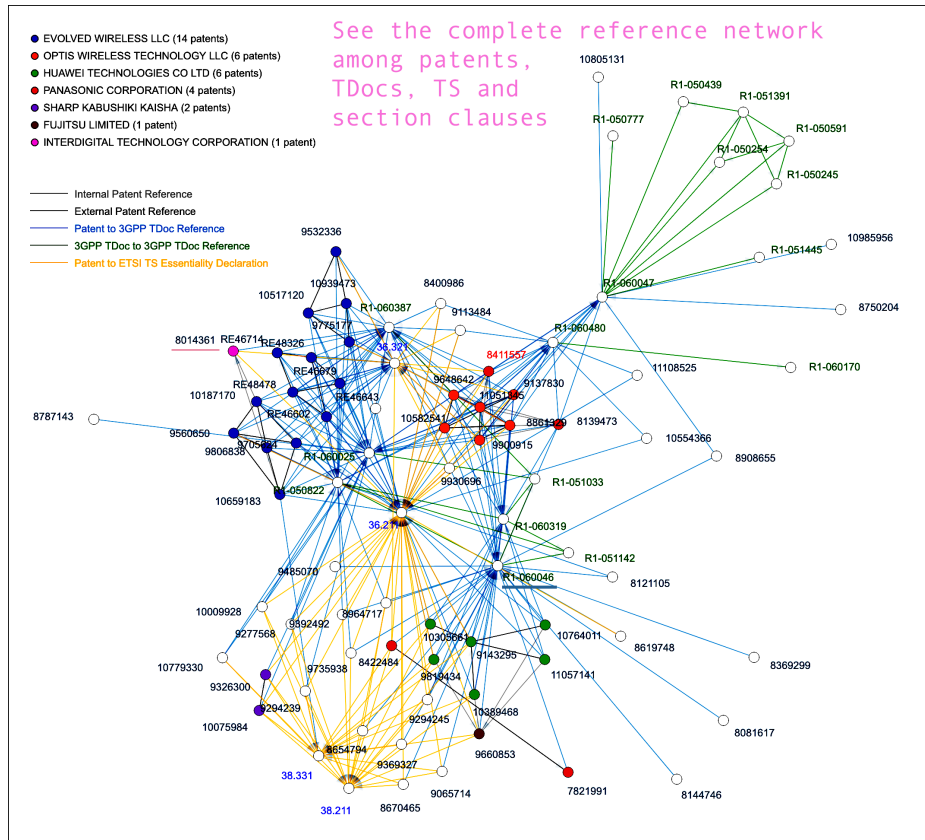 See the complete reference network
among patents,
TDocs, TS and
section clauses
EVOLVED WIRELESS LLC (14 patents)
OPTIS WIRELESS TECHNOLOGY LLC (6 patents)
HUAWEI TECHNOLOGIES CO LTD (6 patents)
PANASONIC CORPORATION (4 patents)
SHARP KABUSHIKI KAISHA (2 patents)
FUJITSU LIMITED (1 patent)
INTERDIGITAL TECHNOLOGY CORPORATION (1 patent)
Internal Patent Reference
External Patent Reference
Patent to 3GPP TDoc Reference
3GPP TDoc to 3GPP TDoc Reference
Patent to ETSI TS Essentiality Declaration
10805131
R1-050439
R1-051391
R1-050777
R1-050591
R1-050254
R1-050245
9532336
10985956
R1-051445
10939473
8400986
R1-060047
10517120
R1-060387
9113484
8750204
9775177
R1-060480
8014361
RE46714
RE48326
36.321
8411557
R1-060170
RE46679
9648642
9137830
11108525
RE48478
10187170
RE46643
11051245
8787143
RE46602
10582541
8861329
8139473
9560650
9705634
9900915
10554366
9806838
R1-060025
8908655
9930696
R1-051033
10659183
R1-050822
36.211
R1-060319
R1-051142
9485070
R1-060046
8121105
10009928
8964717
9277568
9892492
10305661
10764011
8619748
10779330
9735938
8422484
9143295
9819434
11057141
8369299
9326300
9294239
10389468
10075984
9294245
8081617
8654794
9660853
9369327
38.331
9065714
7821991
8144746
38.211
8670465